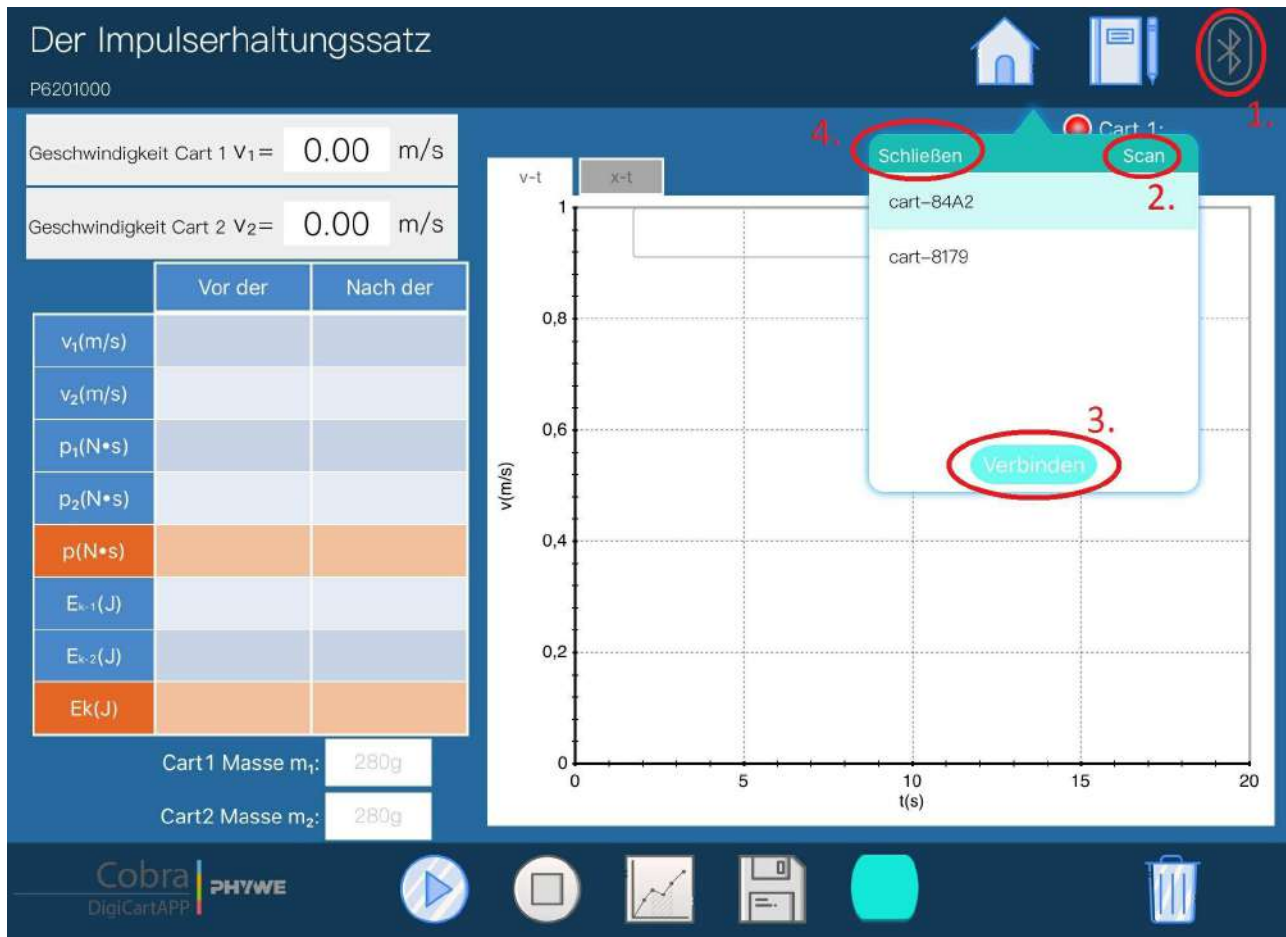 Der Impulserhaltungssatz
P6201000
1.
Geschwindigkeit Cart 1 V₁= 0.00 m/s
Geschwindigkeit Cart 2 V₂= 0.00 m/s
Vor der Nach der
v₁(m/s)
v₂(m/s)
p₁(N•s)
p₂(N•s)
p(N•s)
Eₖ₋₁(J)
Eₖ₋₂(J)
Ek(J)
Cart1 Masse m₁: 280g
Cart2 Masse m₂: 280g
v-t x-t
Cart 1:
4. Schließen Scan
2.
cart-84A2
cart-8179
3.
Verbinden
1
0,8
0,6
0,4
0,2
0
v(m/s)
0 5 10 15 20
t(s)
Cobra PHYWE
DigiCartAPP